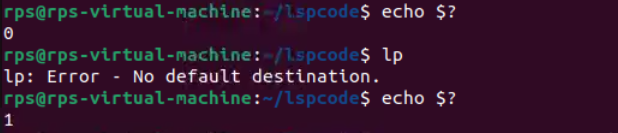 rps@rps-virtual-machine:~/lspcode$ echo $?
0
rps@rps-virtual-machine:~/lspcode$ lp
lp: Error - No default destination.
rps@rps-virtual-machine:~/lspcode$ echo $?
1